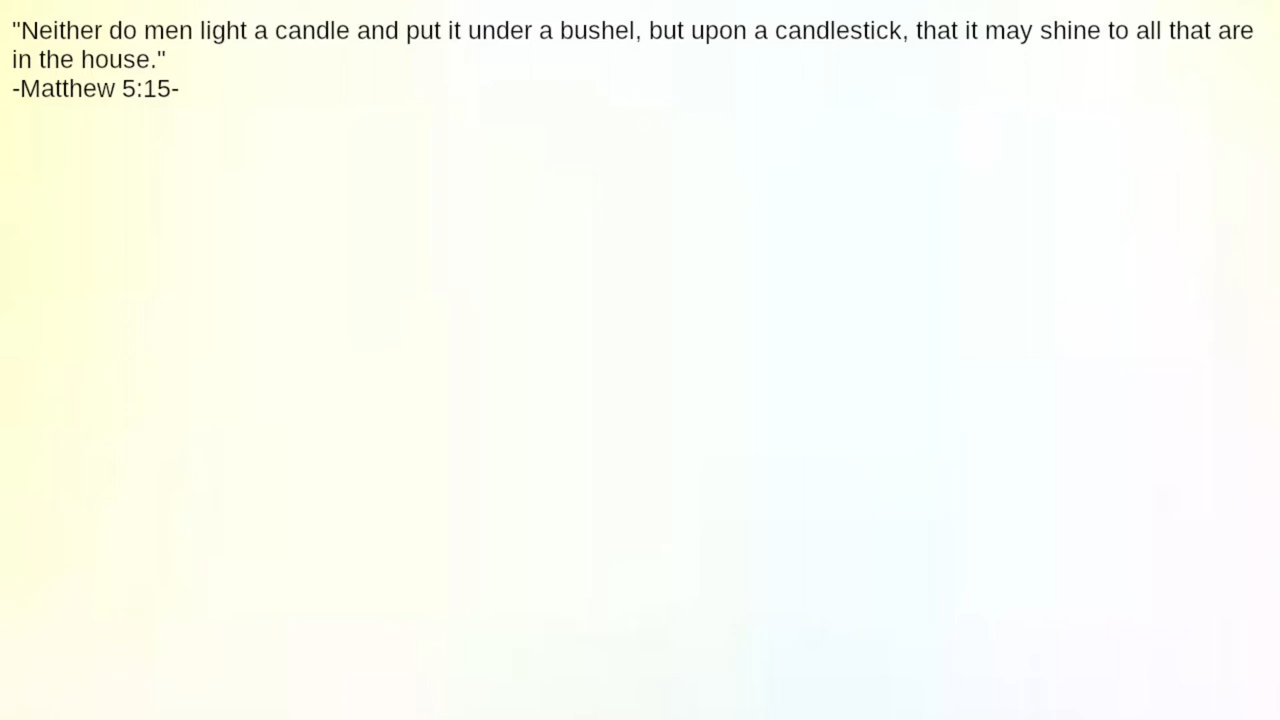 "Neither do men light a candle and put it under a bushel, but upon a candlestick, that it may shine to all that are
in the house."
-Matthew 5:15-